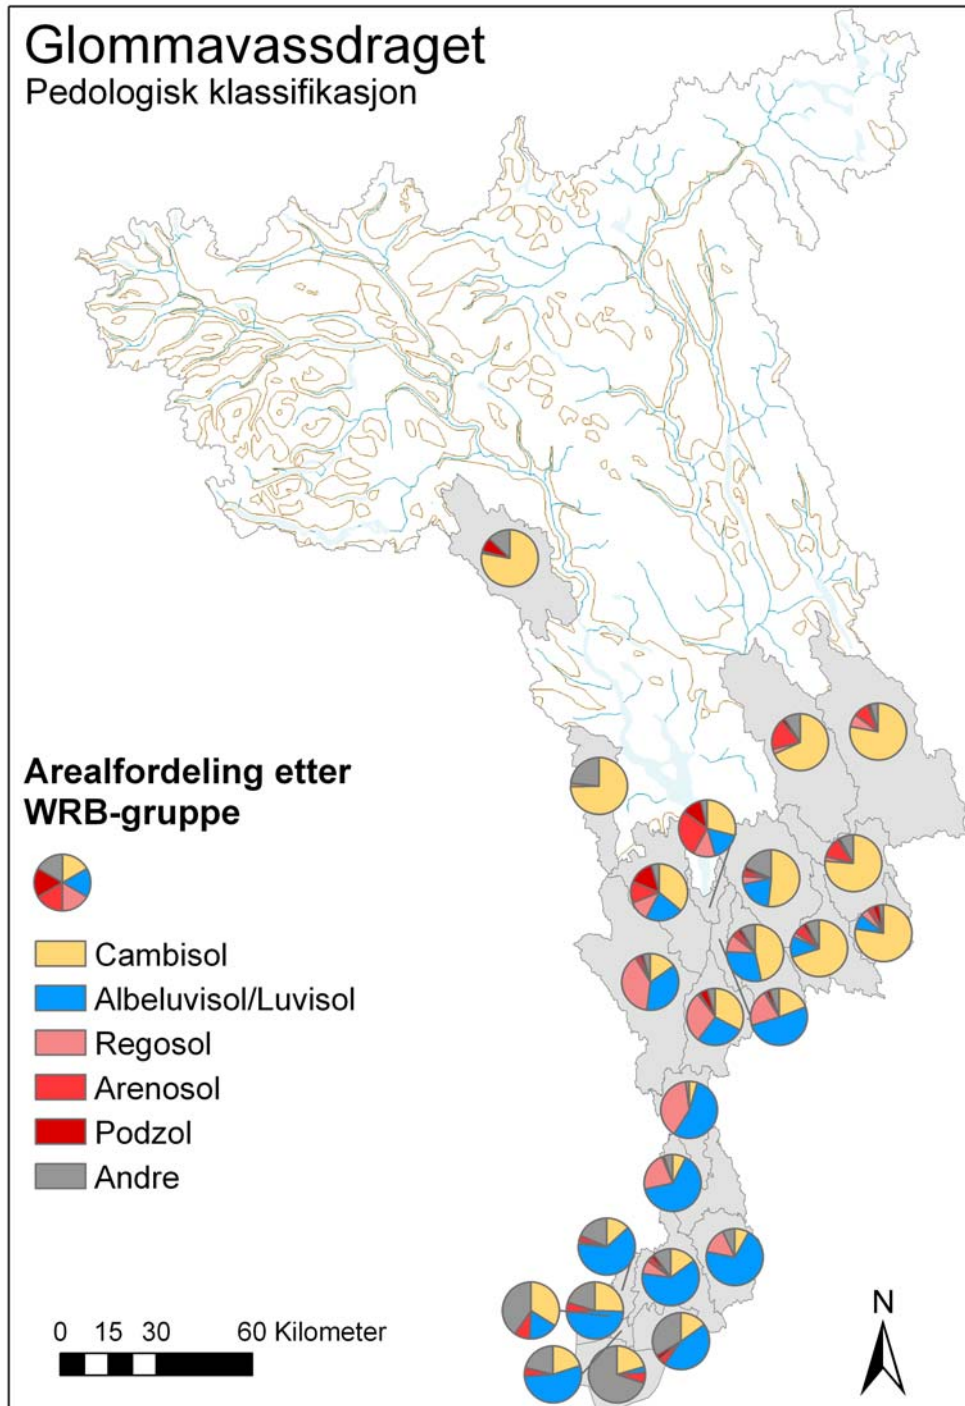 Glommavassdraget
Pedologisk klassifikasjon
Arealfordeling etter
WRB-gruppe
Cambisol
Albeluvisol/Luvisol
Regosol
Arenosol
Podzol
Andre
0 15 30 60 Kilometer
N